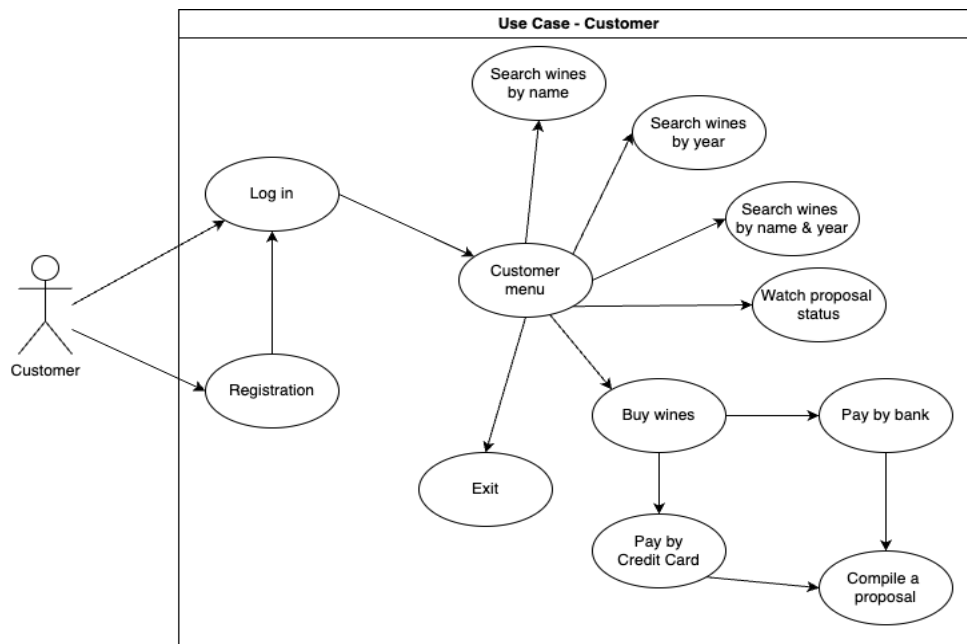 Use Case - Customer
Search wines
by name
Search wines
by year
Log in
Search wines
by name & year
Customer
menu
Watch proposal
status
Customer
Registration
Buy wines
Pay by bank
Exit
Pay by
Credit Card
Compile a
proposal